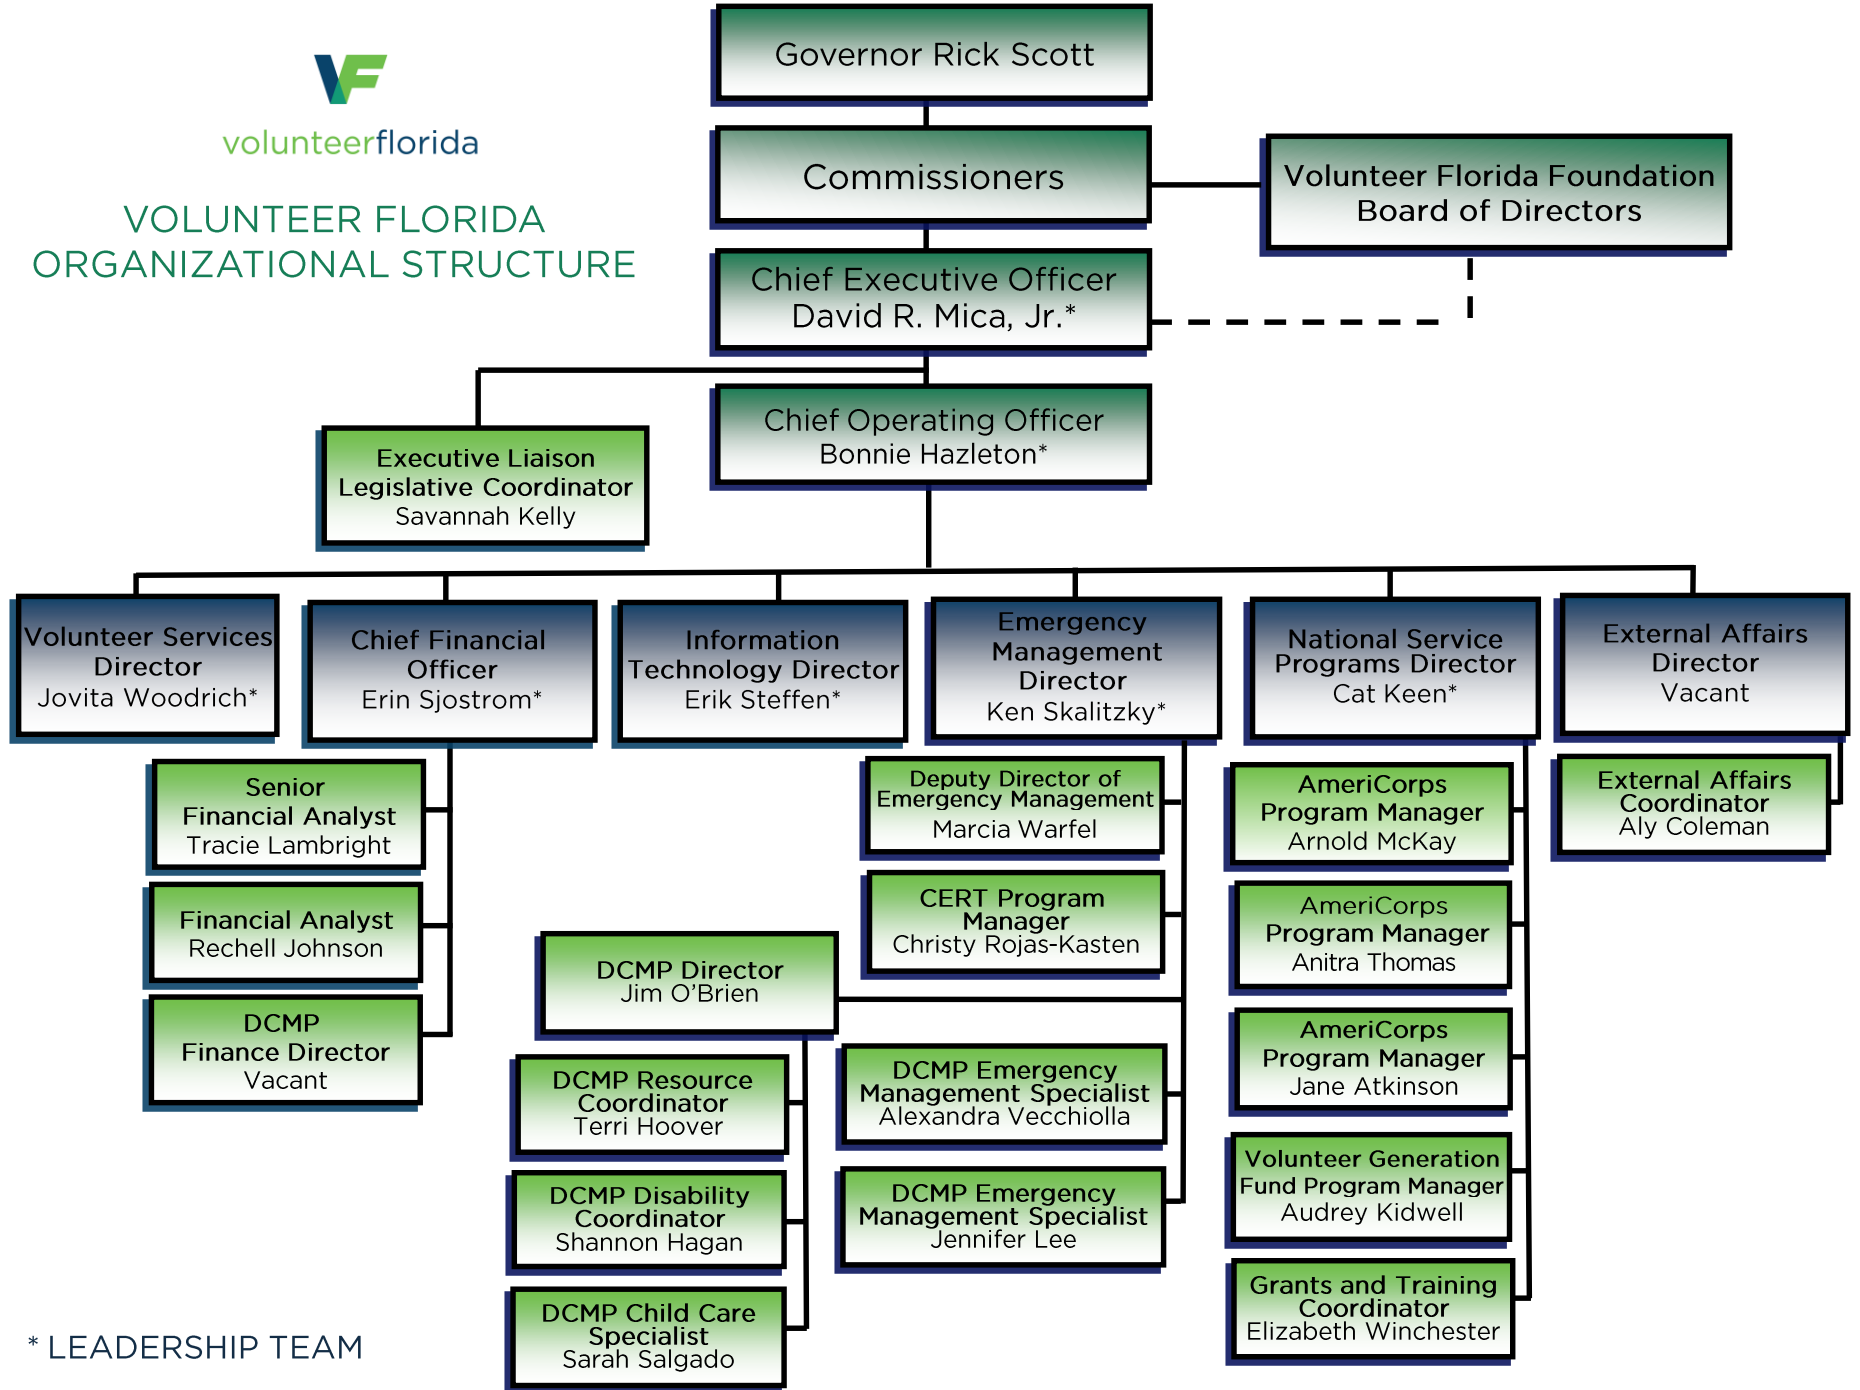 Governor Rick Scott
VF
volunteerflorida
VOLUNTEER FLORIDA
ORGANIZATIONAL STRUCTURE
Commissioners
Volunteer Florida Foundation
Board of Directors
Chief Executive Officer
David R. Mica, Jr.*
Chief Operating Officer
Bonnie Hazleton*
Executive Liaison
Legislative Coordinator
Savannah Kelly
Volunteer Services
Director
Jovita Woodrich*
Chief Financial
Officer
Erin Sjostrom*
Information
Technology Director
Erik Steffen*
Emergency
Management
Director
Ken Skalitzky*
National Service
Programs Director
Cat Keen*
External Affairs
Director
Vacant
Senior
Financial Analyst
Tracie Lambright
Financial Analyst
Rechell Johnson
DCMP
Finance Director
Vacant
Deputy Director of
Emergency Management
Marcia Warfel
CERT Program
Manager
Christy Rojas-Kasten
DCMP Director
Jim O'Brien
DCMP Resource
Coordinator
Terri Hoover
DCMP Disability
Coordinator
Shannon Hagan
DCMP Child Care
Specialist
Sarah Salgado
DCMP Emergency
Management Specialist
Alexandra Vecchiolla
DCMP Emergency
Management Specialist
Jennifer Lee
AmeriCorps
Program Manager
Arnold McKay
AmeriCorps
Program Manager
Anitra Thomas
AmeriCorps
Program Manager
Jane Atkinson
Volunteer Generation
Fund Program Manager
Audrey Kidwell
Grants and Training
Coordinator
Elizabeth Winchester
External Affairs
Coordinator
Aly Coleman
* LEADERSHIP TEAM